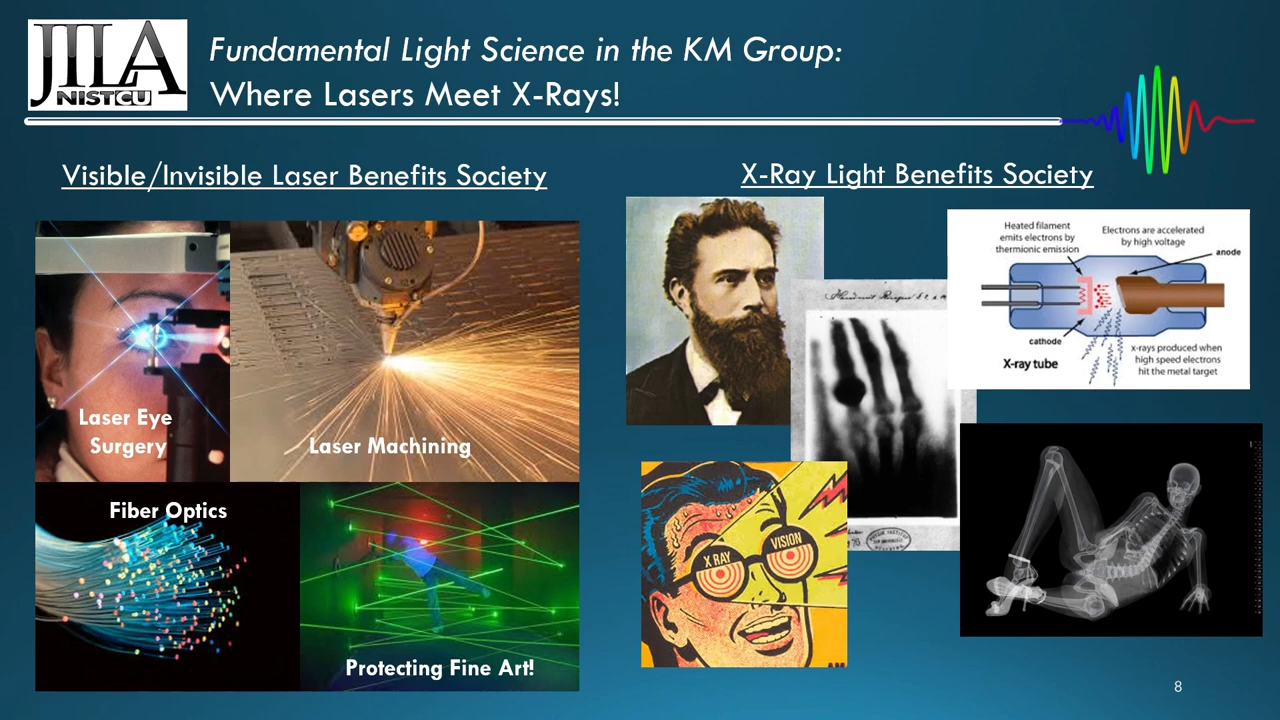 JILA
NIST CU
Fundamental Light Science in the KM Group:
Where Lasers Meet X-Rays!
Visible/Invisible Laser Benefits Society
X-Ray Light Benefits Society
Laser Eye
Surgery
Laser Machining
Fiber Optics
Protecting Fine Art!
Heated filament
emits electrons by
thermionic emission
Electrons are accelerated
by high voltage
anode
cathode
X-ray tube
x-rays produced when
high speed electrons
hit the metal target
X RAY
VISION
8